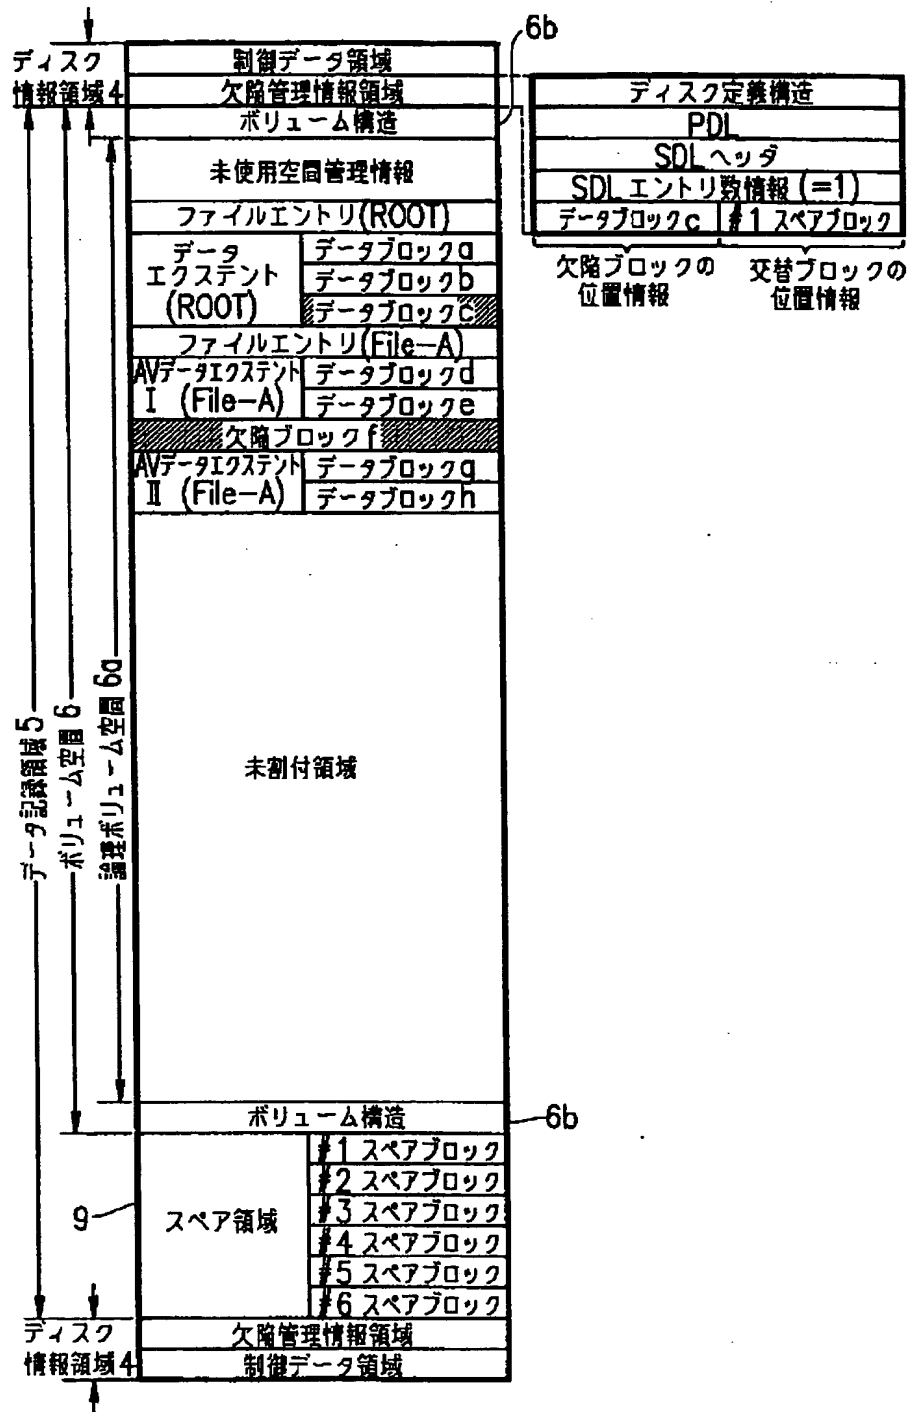 6b
ディスク
情報領域4
制御データ領域
欠陥管理情報領域
ボリューム構造
未使用空間管理情報
ファイルエントリ(ROOT)
データ
エクステント
(ROOT)
データブロックa
データブロックb
データブロックc
ファイルエントリ(File-A)
AVデータエクステント
I (File-A)
データブロックd
データブロックe
欠陥ブロックf
AVデータエクステント
II (File-A)
データブロックg
データブロックh
未割付領域
ボリューム構造
6b
スペア領域
9
#1 スペアブロック
#2 スペアブロック
#3 スペアブロック
#4 スペアブロック
#5 スペアブロック
#6 スペアブロック
ディスク
情報領域4
欠陥管理情報領域
制御データ領域
データ記録領域5
ボリューム空間6
論理ボリューム空間6a
ディスク定義構造
PDL
SDLヘッダ
SDLエントリ数情報(=1)
データブロックc
#1 スペアブロック
欠陥ブロックの
位置情報
交替ブロックの
位置情報